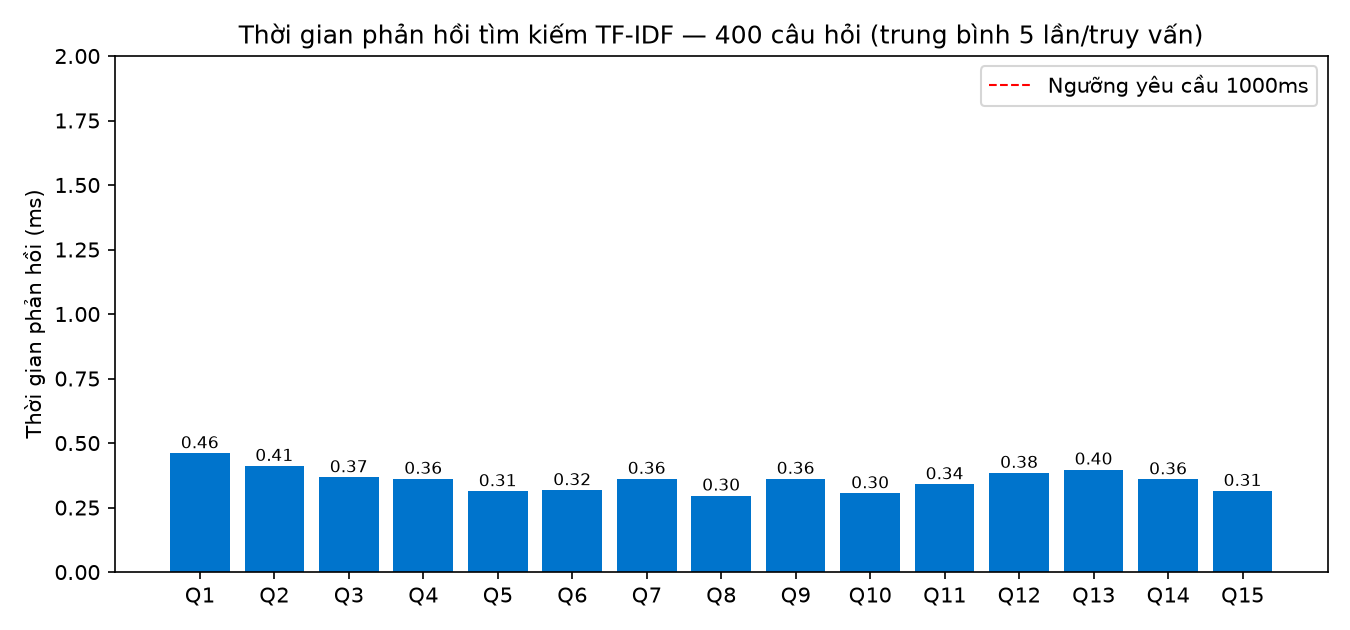 Thời gian phản hồi tìm kiếm TF-IDF — 400 câu hỏi (trung bình 5 lần/truy vấn)
Ngưỡng yêu cầu 1000ms
Thời gian phản hồi (ms)
2.00
1.75
1.50
1.25
1.00
0.75
0.50
0.25
0.00
0.46 0.41 0.37 0.36 0.31 0.32 0.36 0.30 0.36 0.30 0.34 0.38 0.40 0.36 0.31
Q1 Q2 Q3 Q4 Q5 Q6 Q7 Q8 Q9 Q10 Q11 Q12 Q13 Q14 Q15